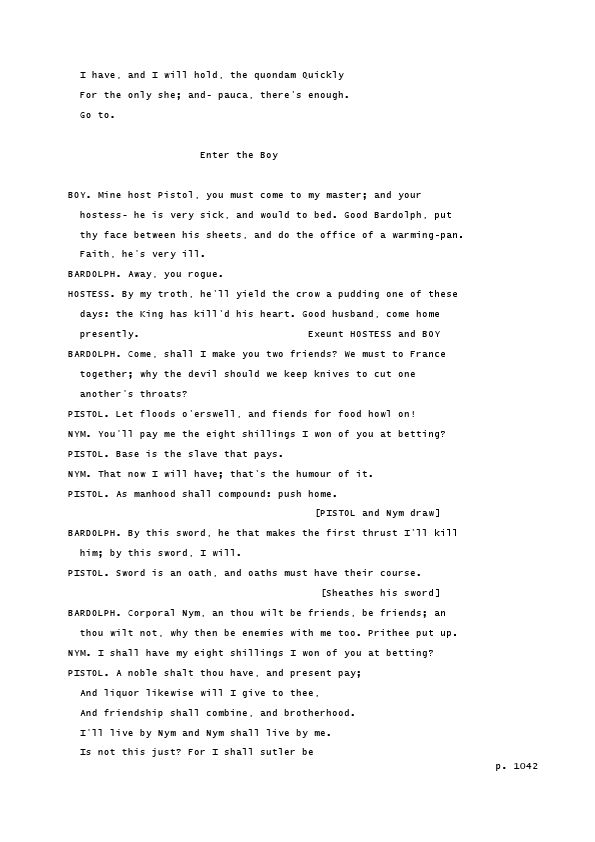 I have, and I will hold, the quondam Quickly
For the only she; and- pauca, there's enough.
Go to.
Enter the Boy
BOY. Mine host Pistol, you must come to my master; and your
hostess- he is very sick, and would to bed. Good Bardolph, put
thy face between his sheets, and do the office of a warming-pan.
Faith, he's very ill.
BARDOLPH. Away, you rogue.
HOSTESS. By my troth, he'll yield the crow a pudding one of these
days: the King has kill'd his heart. Good husband, come home
presently. Exeunt HOSTESS and BOY
BARDOLPH. Come, shall I make you two friends? We must to France
together; why the devil should we keep knives to cut one
another's throats?
PISTOL. Let floods o'erswell, and fiends for food howl on!
NYM. You'll pay me the eight shillings I won of you at betting?
PISTOL. Base is the slave that pays.
NYM. That now I will have; that's the humour of it.
PISTOL. As manhood shall compound: push home.
[PISTOL and Nym draw]
BARDOLPH. By this sword, he that makes the first thrust I'll kill
him; by this sword, I will.
PISTOL. Sword is an oath, and oaths must have their course.
[Sheathes his sword]
BARDOLPH. Corporal Nym, an thou wilt be friends, be friends; an
thou wilt not, why then be enemies with me too. Prithee put up.
NYM. I shall have my eight shillings I won of you at betting?
PISTOL. A noble shalt thou have, and present pay;
And liquor likewise will I give to thee,
And friendship shall combine, and brotherhood.
I'll live by Nym and Nym shall live by me.
Is not this just? For I shall sutler be
p. 1042